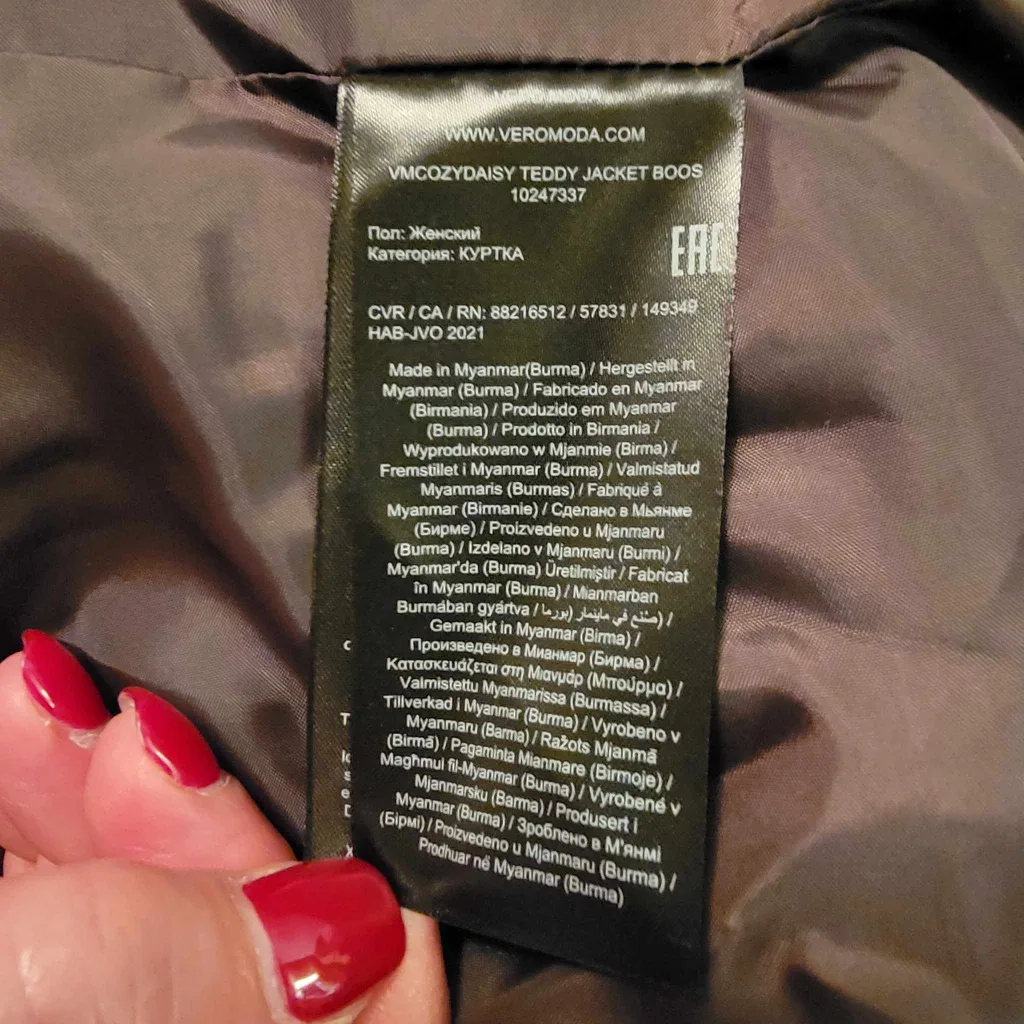 WWW.VEROMODA.COM
VMCOZYDAISY TEDDY JACKET BOOS
10247337
Пол: Женский
Категория: КУРТКА
EAC
CVR / CA / RN: 88216512 / 57831 / 149349
HAB-JVO 2021
Made in Myanmar(Burma) / Hergestellt in
Myanmar (Burma) / Fabricado en Myanmar
(Birmania) / Produzido em Myanmar
(Burma) / Prodotto in Birmania /
Wyprodukowano w Mjanmie (Birma) /
Fremstillet i Myanmar (Burma) / Valmistatud
Myanmaris (Burmas) / Fabriqué à
Myanmar (Birmanie) / Сделано в Мьянме
(Бирме) / Proizvedeno u Mjanmaru
(Burma) / Izdelano v Mjanmaru (Burmi) /
Myanmar'da (Burma) Üretilmiştir / Fabricat
în Myanmar (Burma) / Mianmarban
Burmában gyártva / صُنع في ماينمار (بورما) /
Gemaakt in Myanmar (Birma) /
Произведено в Мианмар (Бирма) /
Κατασκευάζεται στη Μιανμάρ (Μπούρμα) /
Valmistettu Myanmarissa (Burmassa) /
Tillverkad i Myanmar (Burma) / Vyrobeno v
Myanmaru (Barma) / Ražots Mjanmā
(Birmā) / Pagaminta Mianmare (Birmoje) /
Magħmul fil-Myanmar (Burma) / Vyrobené v
Mjanmarsku (Barma) / Produsert i
Myanmar (Burma) / Зроблено в М'янмі
(Бірмі) / Proizvedeno u Mjanmaru (Burma) /
Prodhuar në Myanmar (Burma)